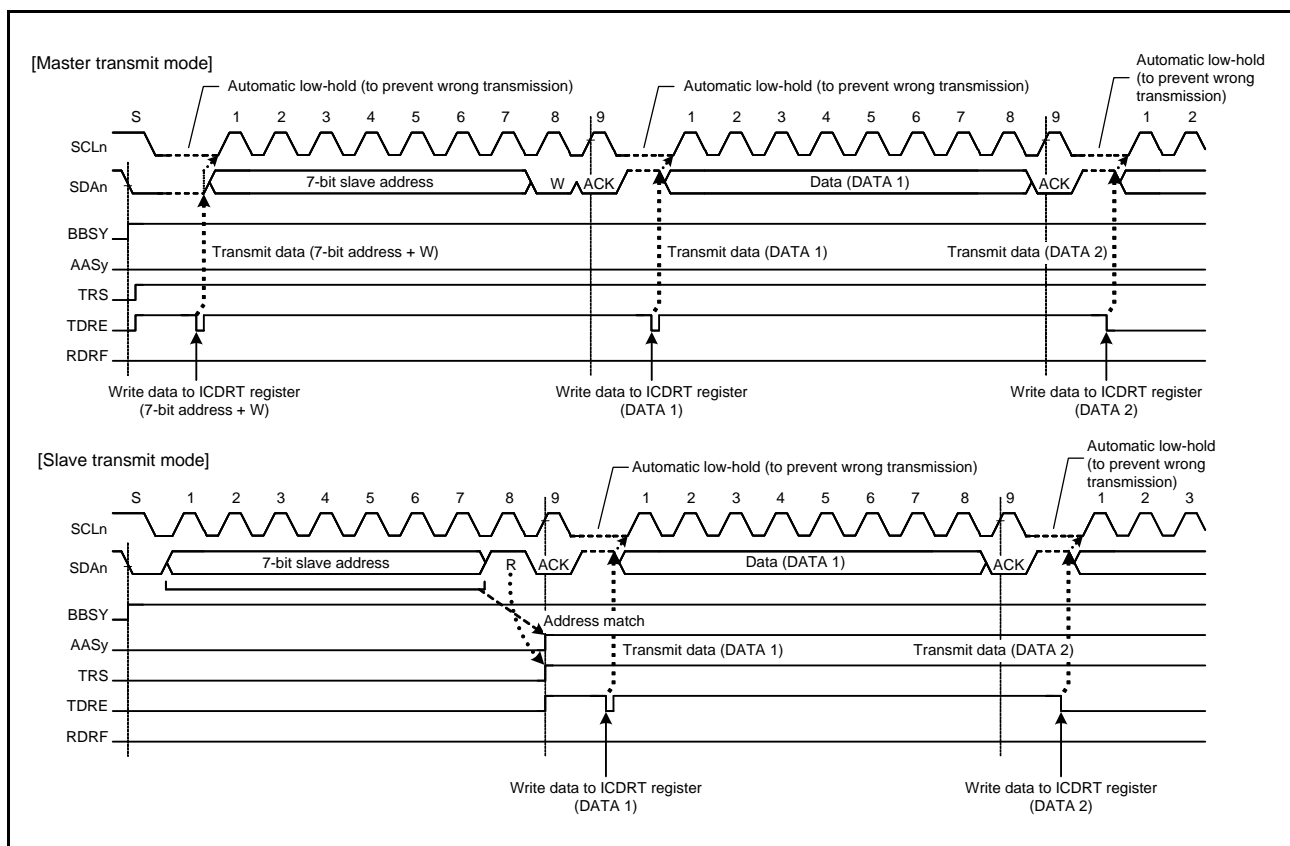 [Master transmit mode]
Automatic low-hold (to prevent wrong transmission)
Automatic low-hold (to prevent wrong transmission)
Automatic low-hold
(to prevent wrong
transmission)
S 1 2 3 4 5 6 7 8 9 1 2 3 4 5 6 7 8 9 1 2
SCLn
SDAn 7-bit slave address W ACK Data (DATA 1) ACK
BBSY
Transmit data (7-bit address + W) Transmit data (DATA 1) Transmit data (DATA 2)
AASy
TRS
TDRE
RDRF
Write data to ICDRT register
(7-bit address + W)
Write data to ICDRT register
(DATA 1)
Write data to ICDRT register
(DATA 2)
[Slave transmit mode]
Automatic low-hold (to prevent wrong transmission)
Automatic low-hold
(to prevent wrong
transmission)
S 1 2 3 4 5 6 7 8 9 1 2 3 4 5 6 7 8 9 1 2 3
SCLn
SDAn 7-bit slave address R ACK Data (DATA 1) ACK
BBSY
Address match
AASy
Transmit data (DATA 1) Transmit data (DATA 2)
TRS
TDRE
RDRF
Write data to ICDRT register
(DATA 1)
Write data to ICDRT register
(DATA 2)